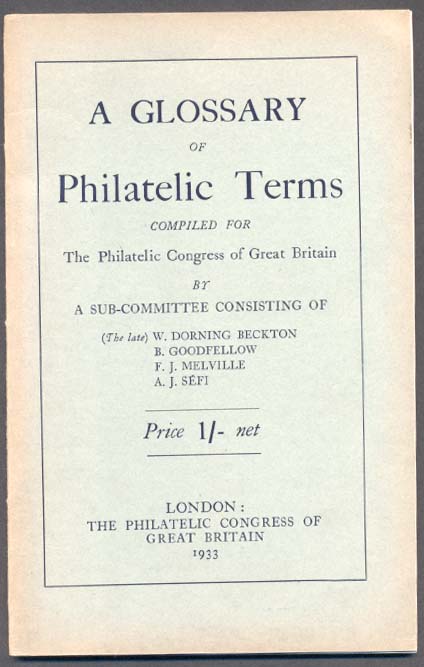 A GLOSSARY
OF
Philatelic Terms
COMPILED FOR
The Philatelic Congress of Great Britain
BY
A SUB-COMMITTEE CONSISTING OF
(The late) W. DORNING BECKTON
B. GOODFELLOW
F. J. MELVILLE
A. J. SÉFI
Price 1/- net
LONDON:
THE PHILATELIC CONGRESS OF
GREAT BRITAIN
1933